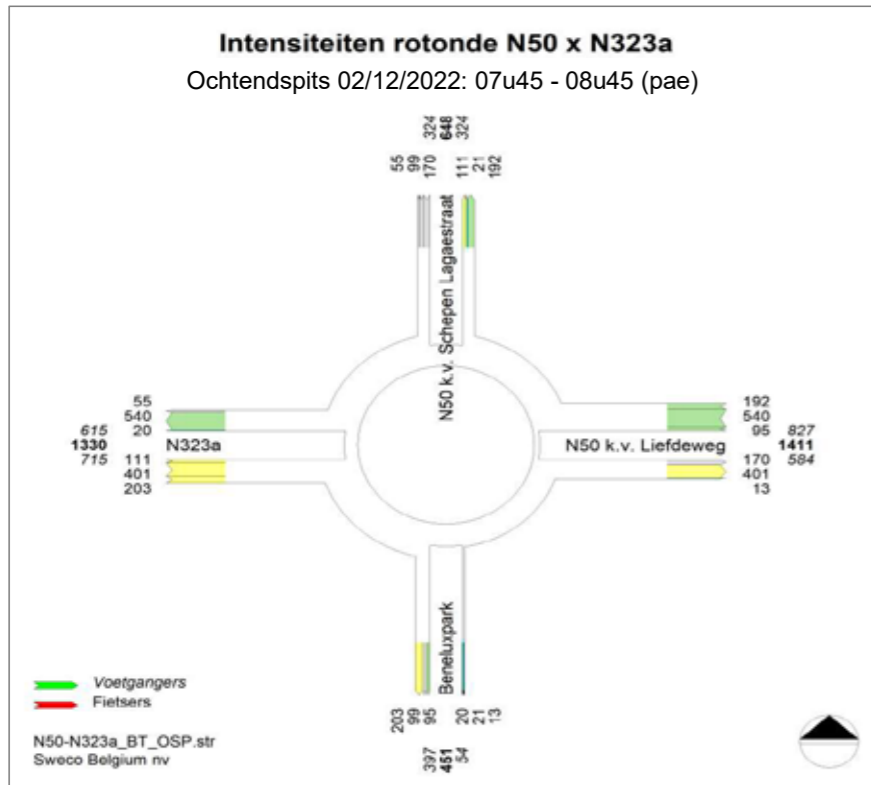 Intensiteiten rotonde N50 x N323a
Ochtendspits 02/12/2022: 07u45 - 08u45 (pae)
324 648 324
55 99 170 111 21 192
N50 k.v. Schepen Lagaestraat
55
540
20
615
1330
715
111
401
203
N323a
N50 k.v. Liefdeweg
192
540
95
827
1411
584
170
401
13
Beneluxpark
203 99 95 20 21 13
397 451 54
Voetgangers
Fietsers
N50-N323a_BT_OSP.str
Sweco Belgium nv